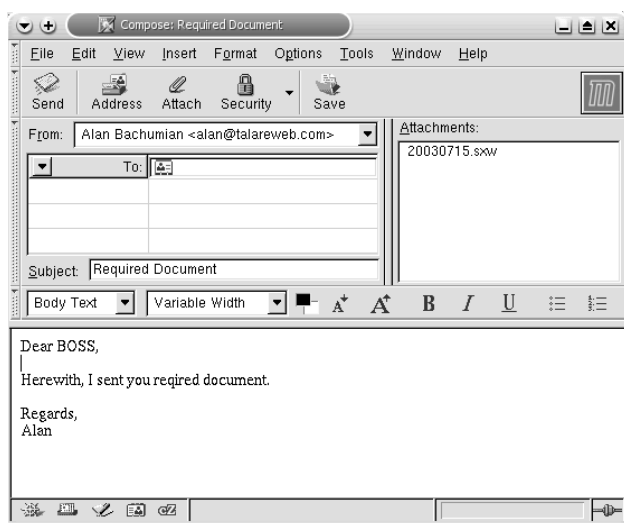 Compose: Required Document
File Edit View Insert Format Options Tools Window Help
Send Address Attach Security Save
From: Alan Bachumian <alan@talareweb.com>
Attachments:
20030715.sxw
To:
Subject: Required Document
Body Text Variable Width A A B I U
Dear BOSS,
Herewith, I sent you reqired document.
Regards,
Alan